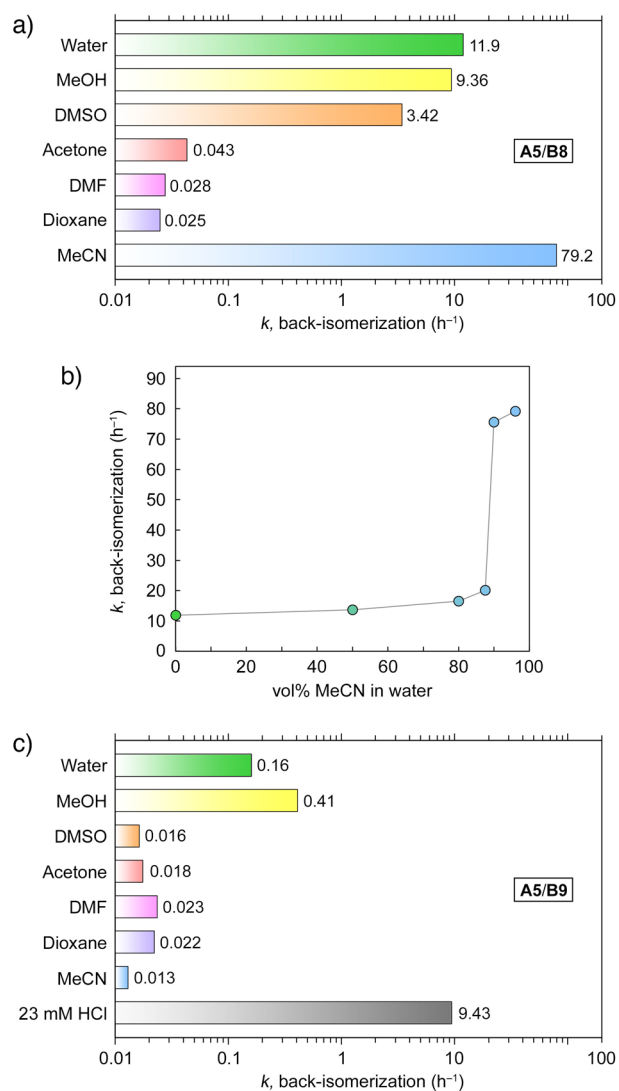 a)
Water 11.9
MeOH 9.36
DMSO 3.42
Acetone 0.043
A5/B8
DMF 0.028
Dioxane 0.025
MeCN 79.2
0.01 0.1 1 10 100
k, back-isomerization (h⁻¹)
b)
k, back-isomerization (h⁻¹)
90
80
70
60
50
40
30
20
10
0
0 20 40 60 80 100
vol% MeCN in water
c)
Water 0.16
MeOH 0.41
DMSO 0.016
Acetone 0.018
A5/B9
DMF 0.023
Dioxane 0.022
MeCN 0.013
23 mM HCl 9.43
0.01 0.1 1 10 100
k, back-isomerization (h⁻¹)